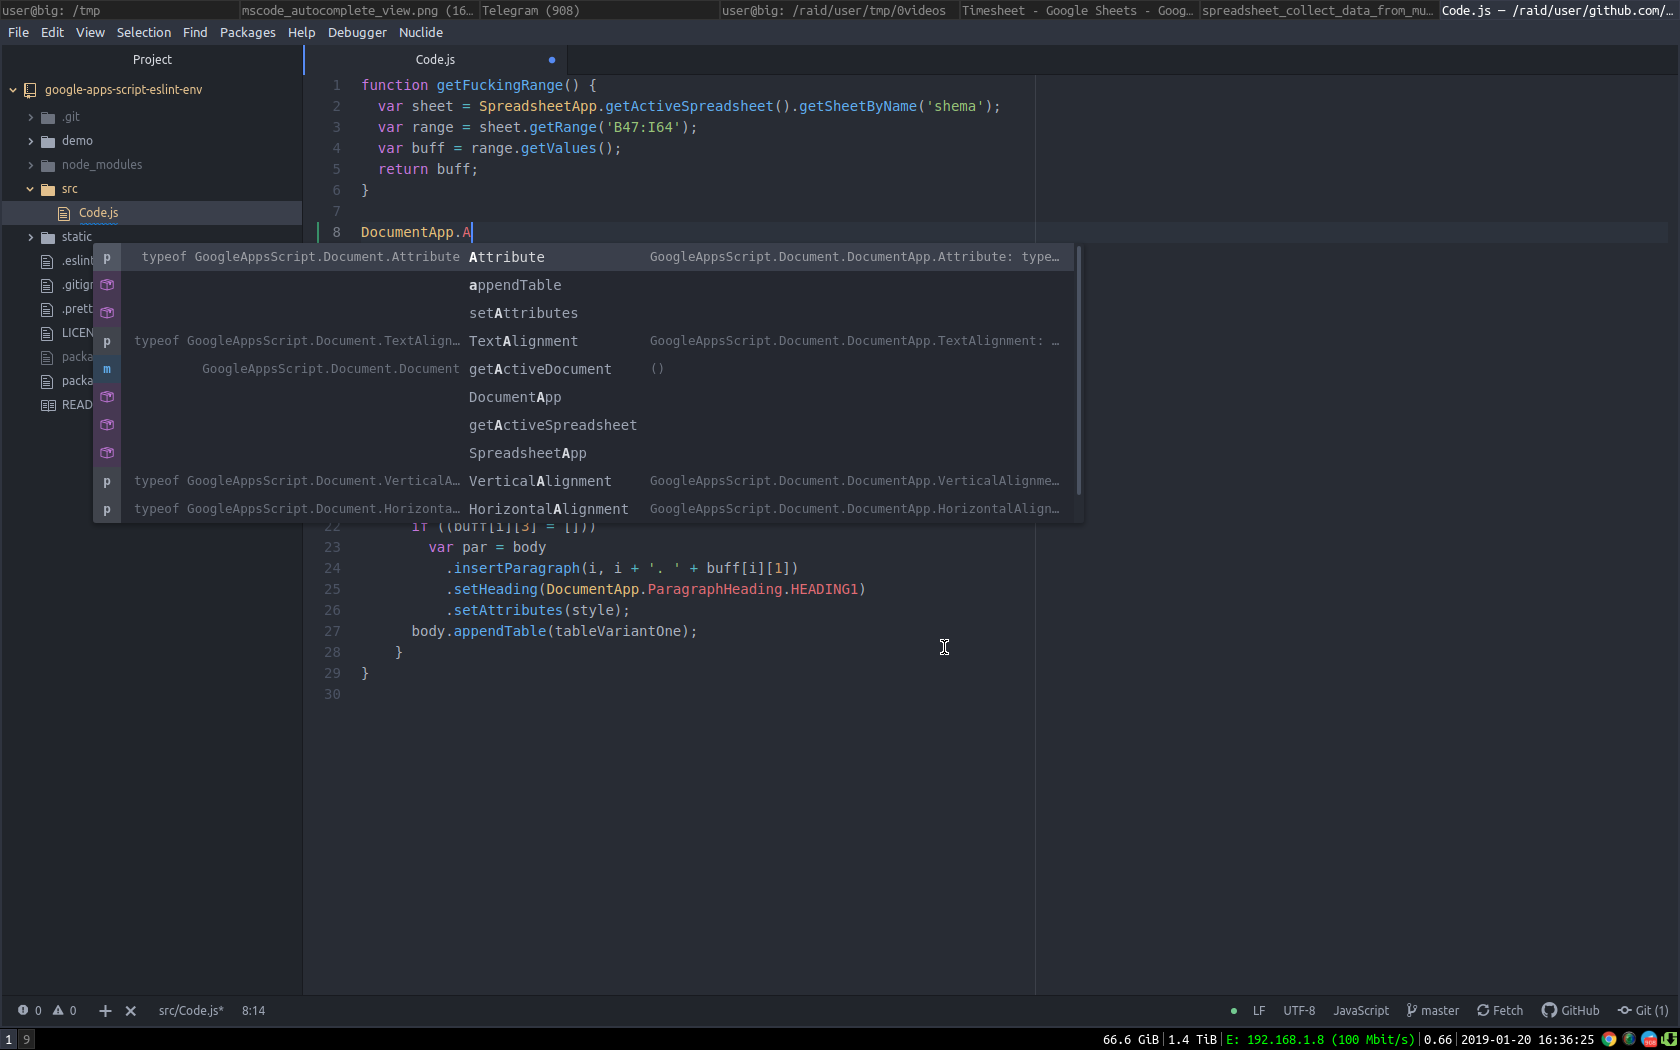 user@big: /tmp
mscode_autocomplete_view.png (16…
Telegram (908)
user@big: /raid/user/tmp/0videos
Timesheet - Google Sheets - Goog…
spreadsheet_collect_data_from_mu…
Code.js — /raid/user/github.com/…
File Edit View Selection Find Packages Help Debugger Nuclide
Project
google-apps-script-eslint-env
.git
demo
node_modules
src
Code.js
static
.eslint
.gitigr
.prett
LICEN
packa
packa
READ
Code.js
1 function getFuckingRange() {
2 var sheet = SpreadsheetApp.getActiveSpreadsheet().getSheetByName('shema');
3 var range = sheet.getRange('B47:I64');
4 var buff = range.getValues();
5 return buff;
6 }
7
8 DocumentApp.A
p typeof GoogleAppsScript.Document.Attribute Attribute GoogleAppsScript.Document.DocumentApp.Attribute: type…
appendTable
setAttributes
p typeof GoogleAppsScript.Document.TextAlign… TextAlignment GoogleAppsScript.Document.DocumentApp.TextAlignment: …
m GoogleAppsScript.Document.Document getActiveDocument ()
DocumentApp
getActiveSpreadsheet
SpreadsheetApp
p typeof GoogleAppsScript.Document.VerticalA… VerticalAlignment GoogleAppsScript.Document.DocumentApp.VerticalAlignme…
p typeof GoogleAppsScript.Document.Horizonta… HorizontalAlignment GoogleAppsScript.Document.DocumentApp.HorizontalAlign…
22 if ((buff[i][3] = []))
23 var par = body
24 .insertParagraph(i, i + '. ' + buff[i][1])
25 .setHeading(DocumentApp.ParagraphHeading.HEADING1)
26 .setAttributes(style);
27 body.appendTable(tableVariantOne);
28 }
29 }
30
0 0 src/Code.js* 8:14
LF UTF-8 JavaScript master Fetch GitHub Git (1)
1 9
66.6 GiB | 1.4 TiB | E: 192.168.1.8 (100 Mbit/s) | 0.66 | 2019-01-20 16:36:25